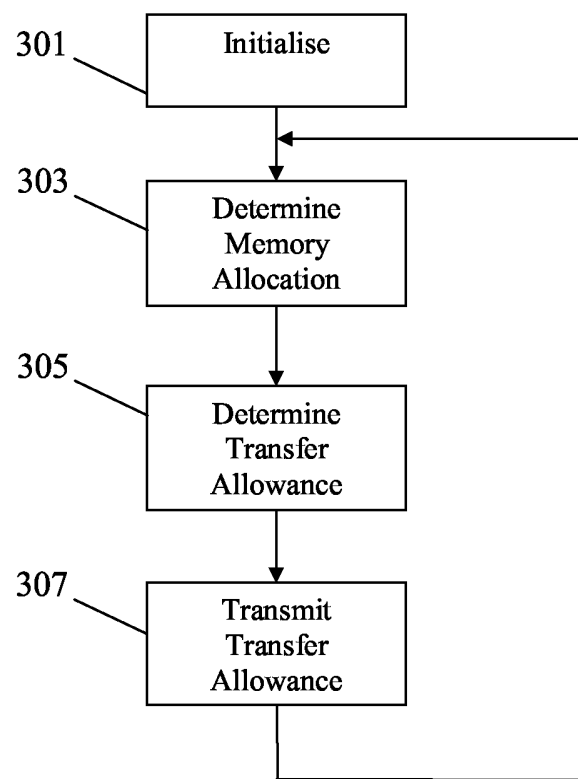 301
Initialise
303
Determine
Memory
Allocation
305
Determine
Transfer
Allowance
307
Transmit
Transfer
Allowance